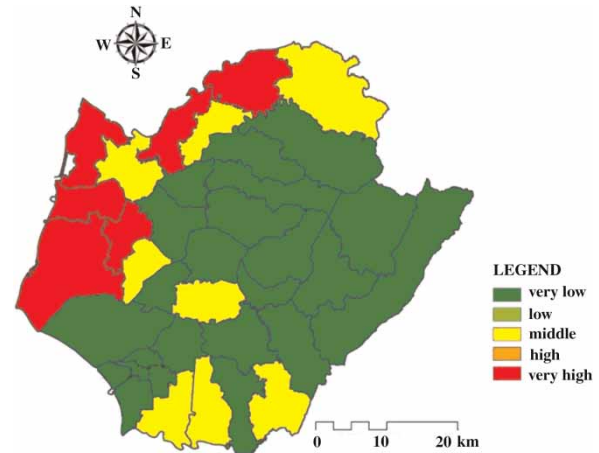 N
W E
S
LEGEND
very low
low
middle
high
very high
0 10 20 km